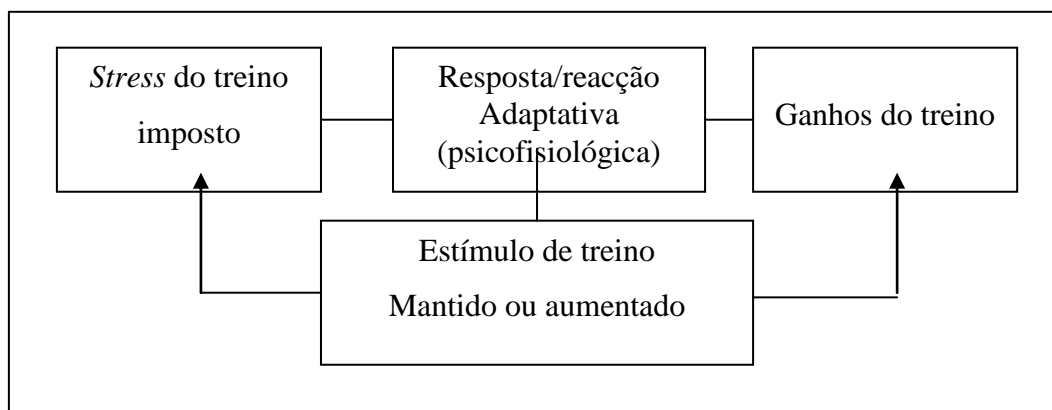 Stress do treino
imposto
Resposta/reacção
Adaptativa
(psicofisiológica)
Ganhos do treino
Estímulo de treino
Mantido ou aumentado